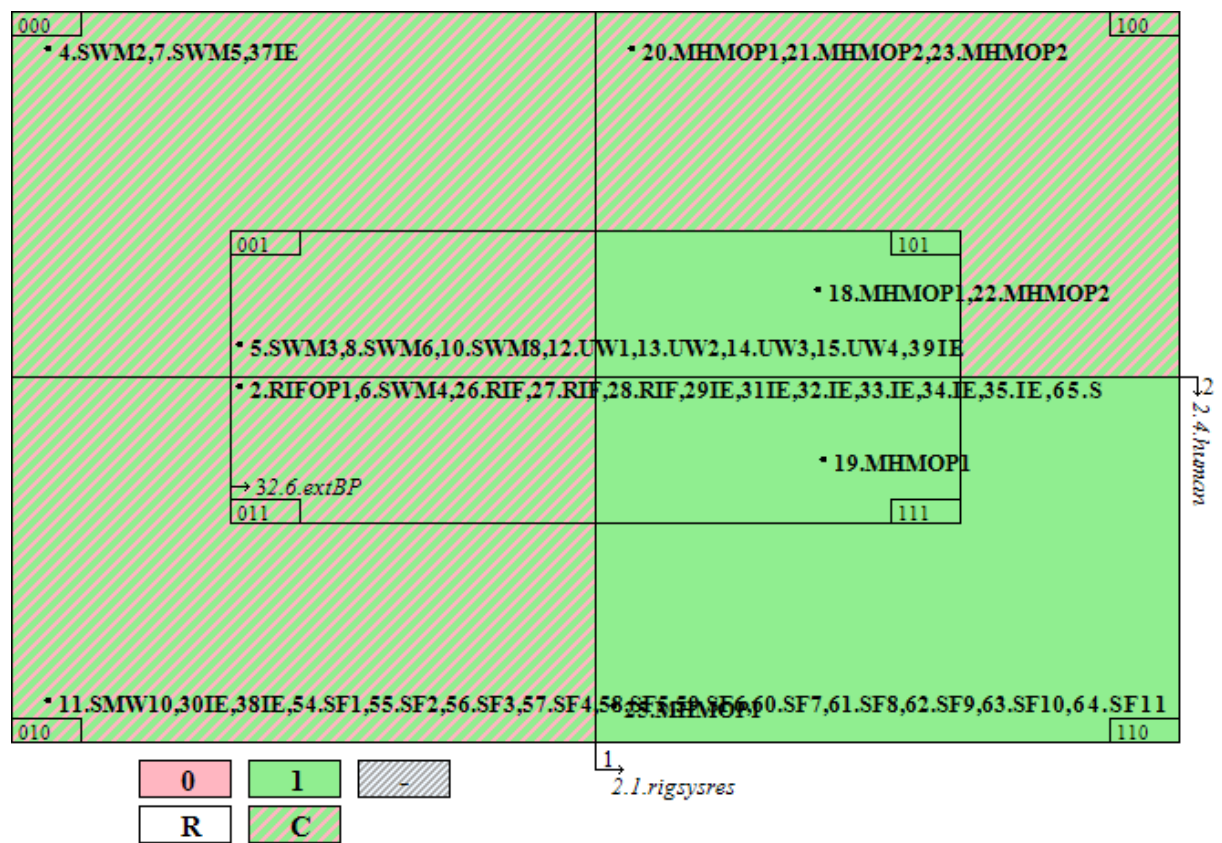 000
100
4.SWM2,7.SWM5,37IE
20.MHMOP1,21.MHMOP2,23.MHMOP2
001
101
18.MHMOP1,22.MHMOP2
5.SWM3,8.SWM6,10.SWM8,12.UW1,13.UW2,14.UW3,15.UW4,39IE
2.RIFOP1,6.SWM4,26.RIF,27.RIF,28.RIF,29IE,31IE,32.IE,33.IE,34.IE,35.IE,65.S
2
2.4.human
19.MHMOP1
32.6.extBP
011
111
11.SMW10,30IE,38IE,54.SF1,55.SF2,56.SF3,57.SF4,58.SF5,59.SF6,60.SF7,61.SF8,62.SF9,63.SF10,64.SF11
25.MHMOP1
010
110
1
2.1.rigsysres
0
1
-
R
C